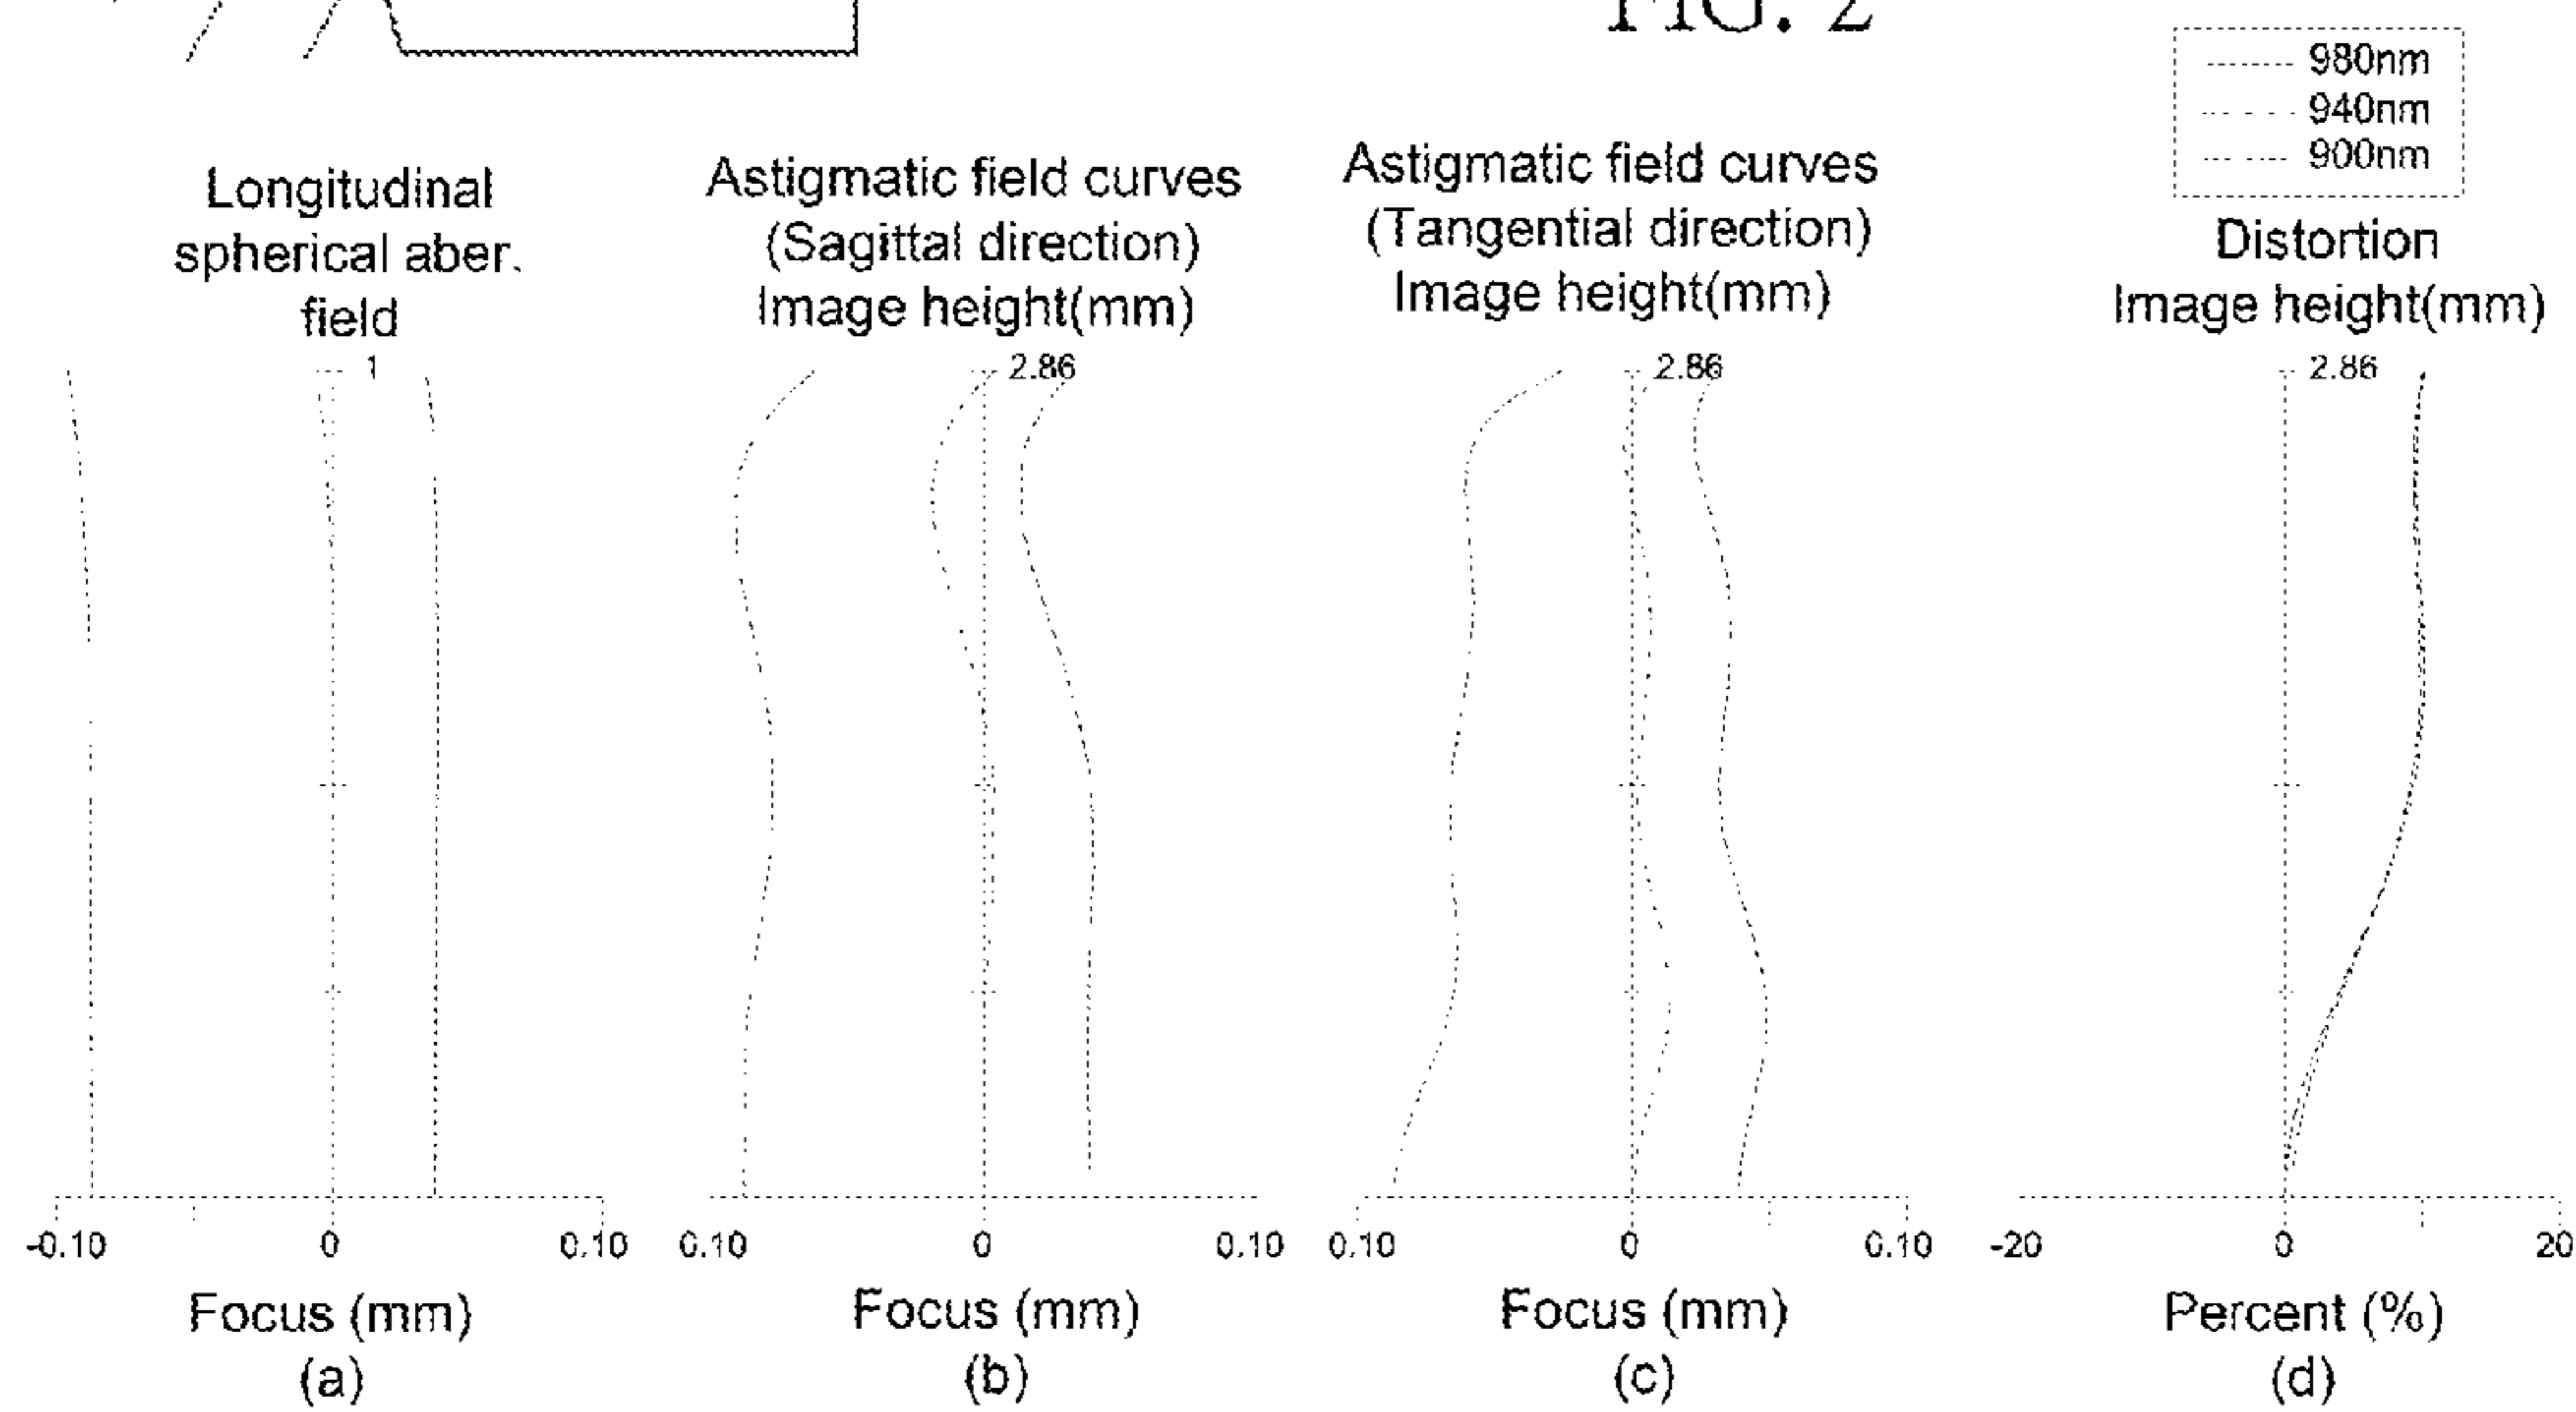 FIG. 2
980nm
940nm
900nm
Longitudinal
spherical aber.
field
1
-0.10 0 0.10
Focus (mm)
(a)
Astigmatic field curves
(Sagittal direction)
Image height(mm)
2.86
0.10 0 0.10
Focus (mm)
(b)
Astigmatic field curves
(Tangential direction)
Image height(mm)
2.86
0.10 0 0.10
Focus (mm)
(c)
Distortion
Image height(mm)
2.86
-20 0 20
Percent (%)
(d)